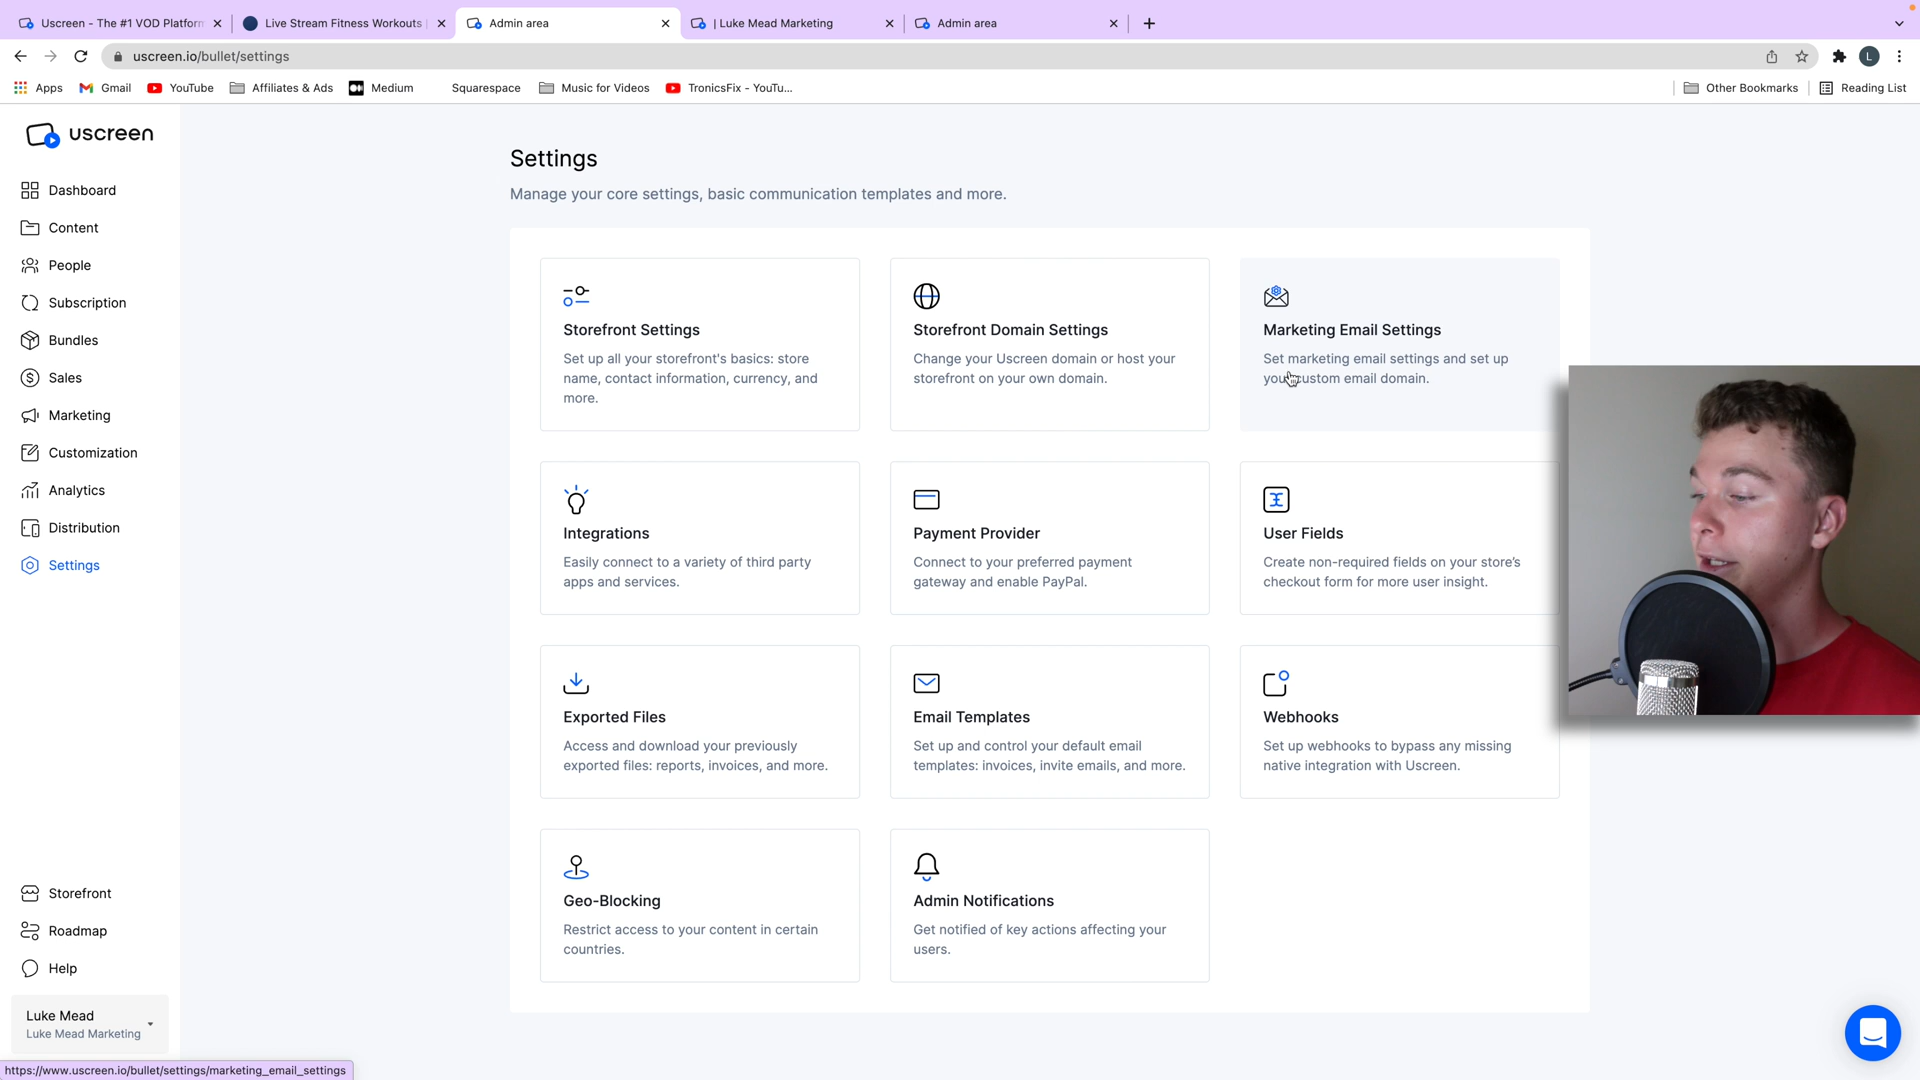 Uscreen - The #1 VOD Platform
Live Stream Fitness Workouts |
Admin area
| Luke Mead Marketing
Admin area
uscreen.io/bullet/settings
L
Apps
Gmail
YouTube
Affiliates & Ads
Medium
Squarespace
Music for Videos
TronicsFix - YouTu...
Other Bookmarks
Reading List
uscreen
Dashboard
Content
People
Subscription
Bundles
Sales
Marketing
Customization
Analytics
Distribution
Settings
Storefront
Roadmap
Help
Luke Mead
Luke Mead Marketing
Settings
Manage your core settings, basic communication templates and more.
Storefront Settings
Set up all your storefront's basics: store
name, contact information, currency, and
more.
Storefront Domain Settings
Change your Uscreen domain or host your
storefront on your own domain.
Marketing Email Settings
Set marketing email settings and set up
your custom email domain.
Integrations
Easily connect to a variety of third party
apps and services.
Payment Provider
Connect to your preferred payment
gateway and enable PayPal.
User Fields
Create non-required fields on your store's
checkout form for more user insight.
Exported Files
Access and download your previously
exported files: reports, invoices, and more.
Email Templates
Set up and control your default email
templates: invoices, invite emails, and more.
Webhooks
Set up webhooks to bypass any missing
native integration with Uscreen.
Geo-Blocking
Restrict access to your content in certain
countries.
Admin Notifications
Get notified of key actions affecting your
users.
https://www.uscreen.io/bullet/settings/marketing_email_settings